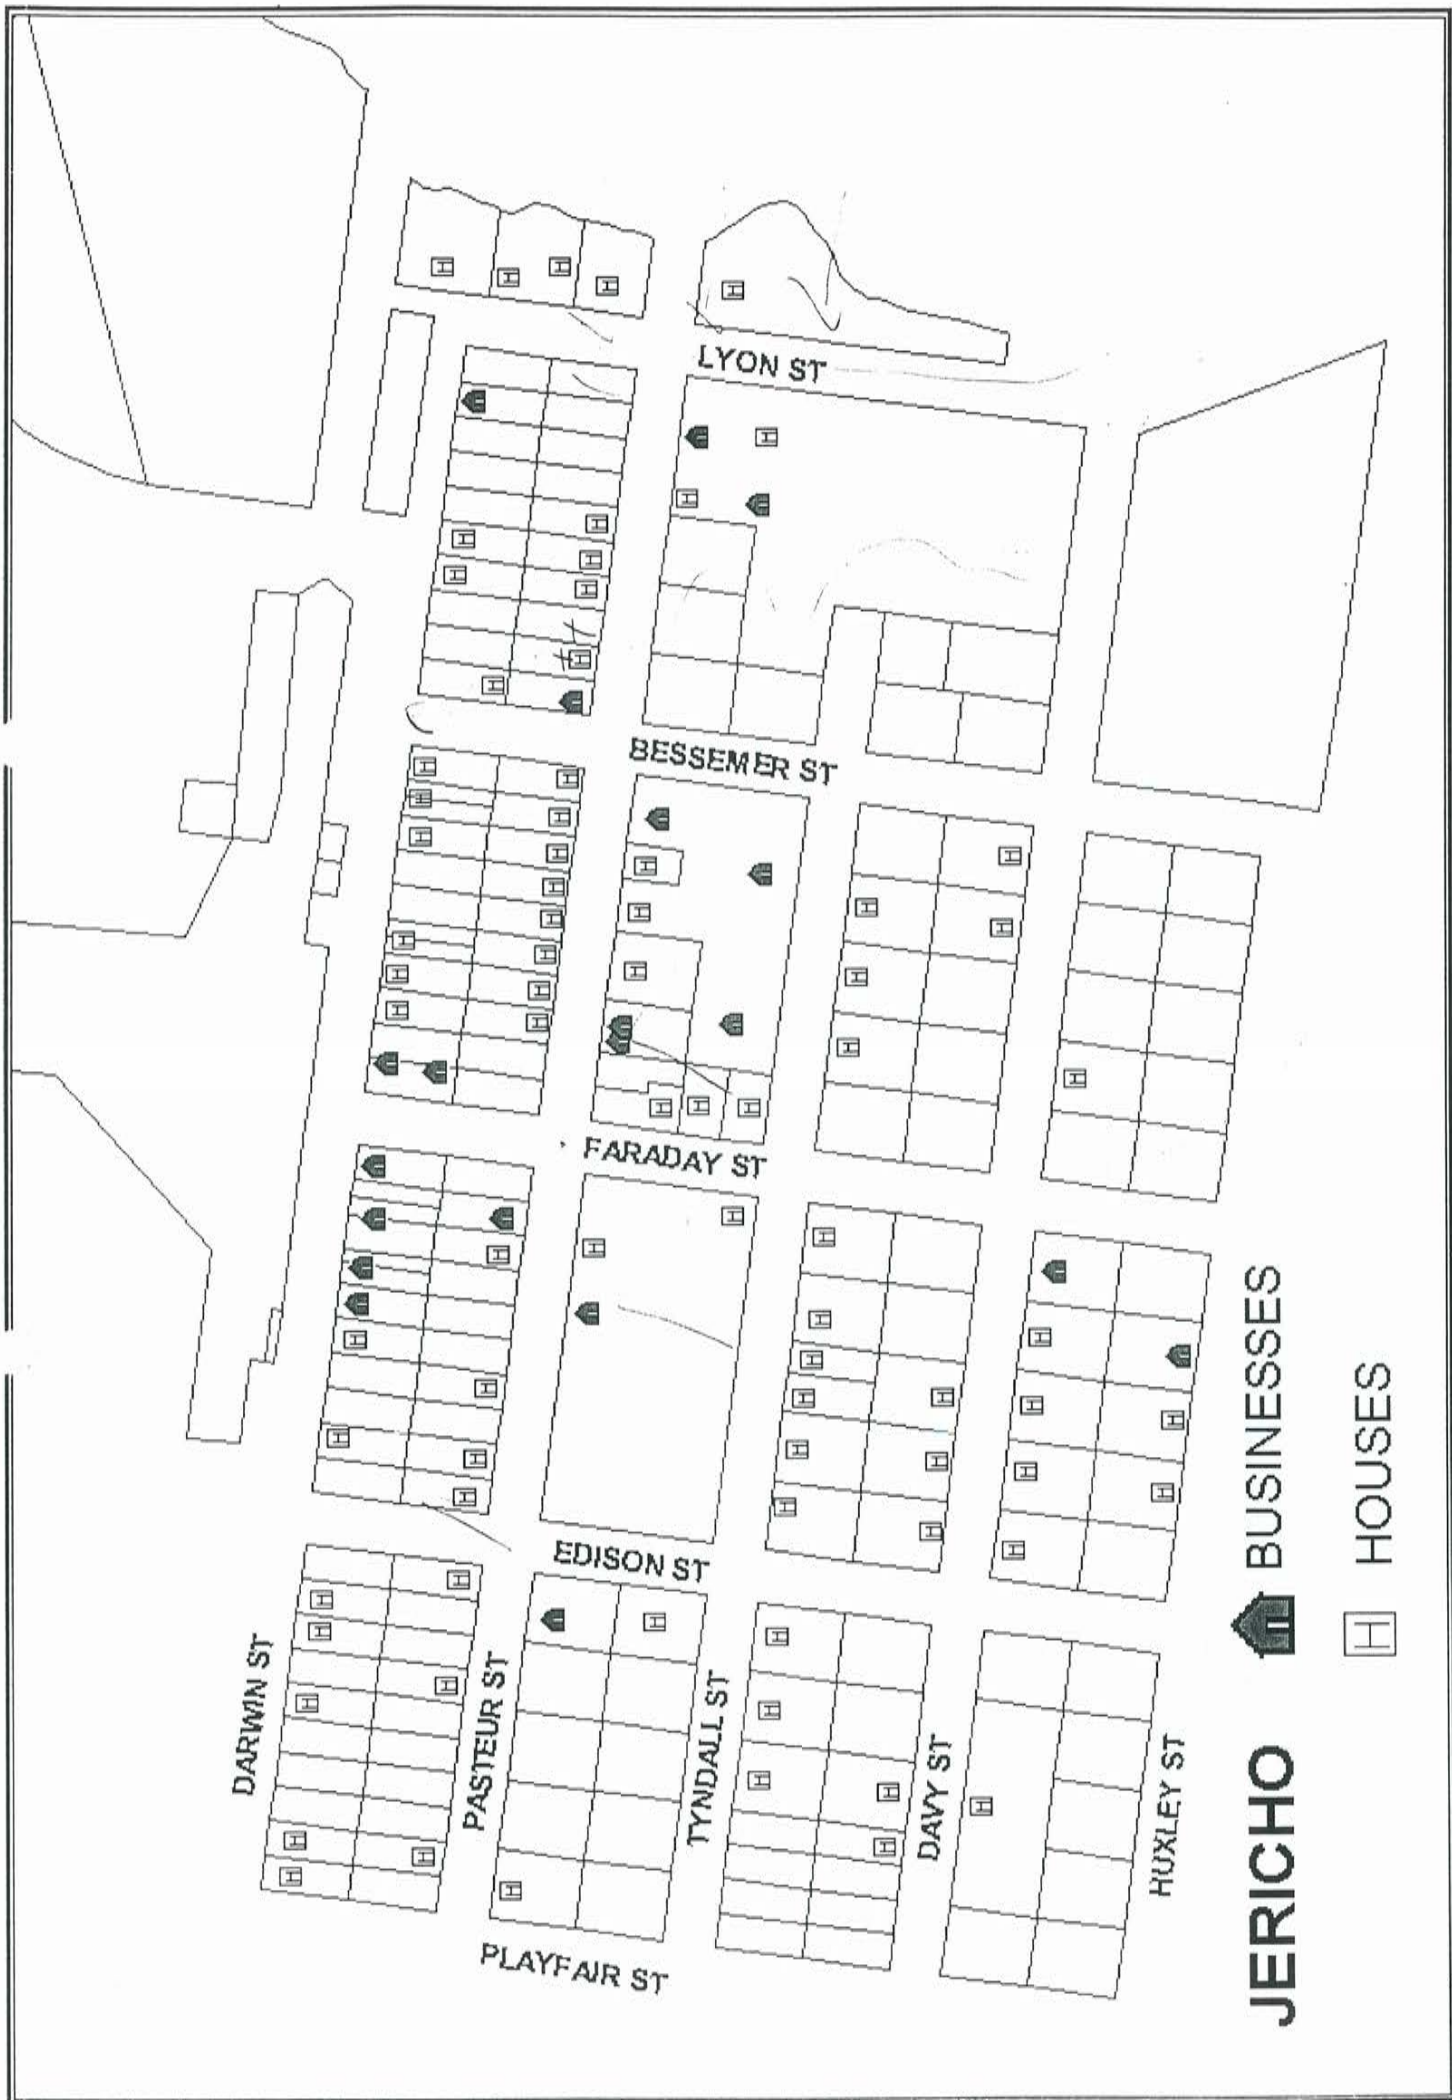 LYON ST
BESSEMER ST
FARADAY ST
EDISON ST
PLAYFAIR ST
DARWIN ST
PASTEUR ST
TYNDALL ST
DAVY ST
HUXLEY ST
JERICHO
BUSINESSES
H HOUSES